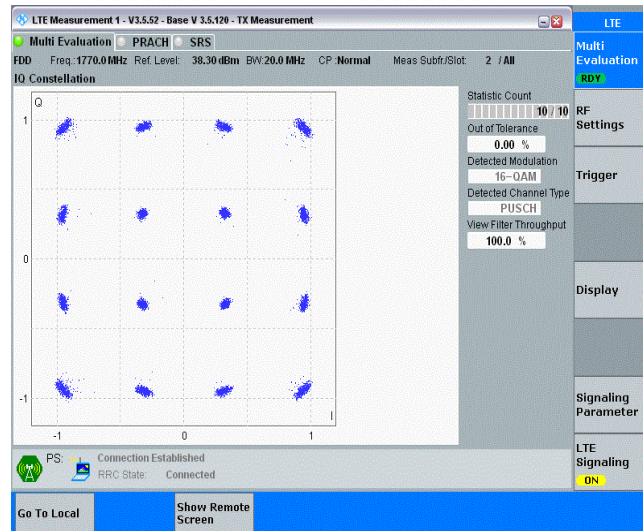 LTE Measurement 1 - V3.5.52 - Base V 3.5.120 - TX Measurement
LTE
Multi Evaluation PRACH SRS
FDD Freq.:1770.0 MHz Ref. Level: 38.30 dBm BW:20.0 MHz CP :Normal Meas Subfr./Slot: 2 / All
IQ Constellation
Q
1
0
-1
-1 0 1
I
Statistic Count
10 / 10
Out of Tolerance
0.00 %
Detected Modulation
16-QAM
Detected Channel Type
PUSCH
View Filter Throughput
100.0 %
Multi
Evaluation
RDY
RF
Settings
Trigger
Display
Signaling
Parameter
LTE
Signaling
ON
PS: Connection Established
RRC State: Connected
Go To Local
Show Remote
Screen